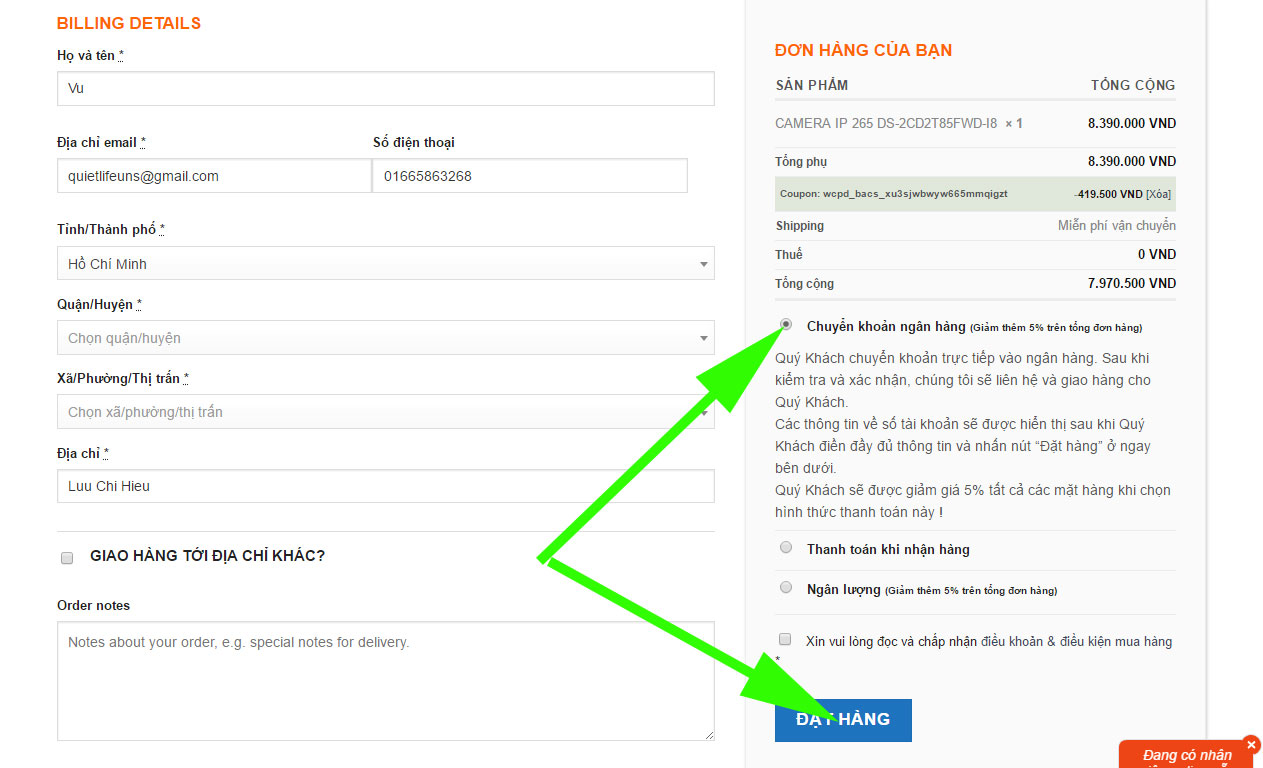 BILLING DETAILS
Họ và tên *
Vu
Địa chỉ email *
Số điện thoại
quietlifeuns@gmail.com
01665863268
Tỉnh/Thành phố *
Hồ Chí Minh
Quận/Huyện *
Chọn quận/huyện
Xã/Phường/Thị trấn *
Chọn xã/phường/thị trấn
Địa chỉ *
Luu Chi Hieu
GIAO HÀNG TỚI ĐỊA CHỈ KHÁC?
Order notes
Notes about your order, e.g. special notes for delivery.
ĐƠN HÀNG CỦA BẠN
SẢN PHẨM TỔNG CỘNG
CAMERA IP 265 DS-2CD2T85FWD-I8 × 1 8.390.000 VND
Tổng phụ 8.390.000 VND
Coupon: wcpd_bacs_xu3sjwbwyw665mmqigzt -419.500 VND [Xóa]
Shipping Miễn phí vận chuyển
Thuế 0 VND
Tổng cộng 7.970.500 VND
Chuyển khoản ngân hàng (Giảm thêm 5% trên tổng đơn hàng)
Quý Khách chuyển khoản trực tiếp vào ngân hàng. Sau khi
kiểm tra và xác nhận, chúng tôi sẽ liên hệ và giao hàng cho
Quý Khách.
Các thông tin về số tài khoản sẽ được hiển thị sau khi Quý
Khách điền đầy đủ thông tin và nhấn nút “Đặt hàng” ở ngay
bên dưới.
Quý Khách sẽ được giảm giá 5% tất cả các mặt hàng khi chọn
hình thức thanh toán này !
Thanh toán khi nhận hàng
Ngân lượng (Giảm thêm 5% trên tổng đơn hàng)
Xin vui lòng đọc và chấp nhận điều khoản & điều kiện mua hàng
*
ĐẶT HÀNG
Đang có nhân